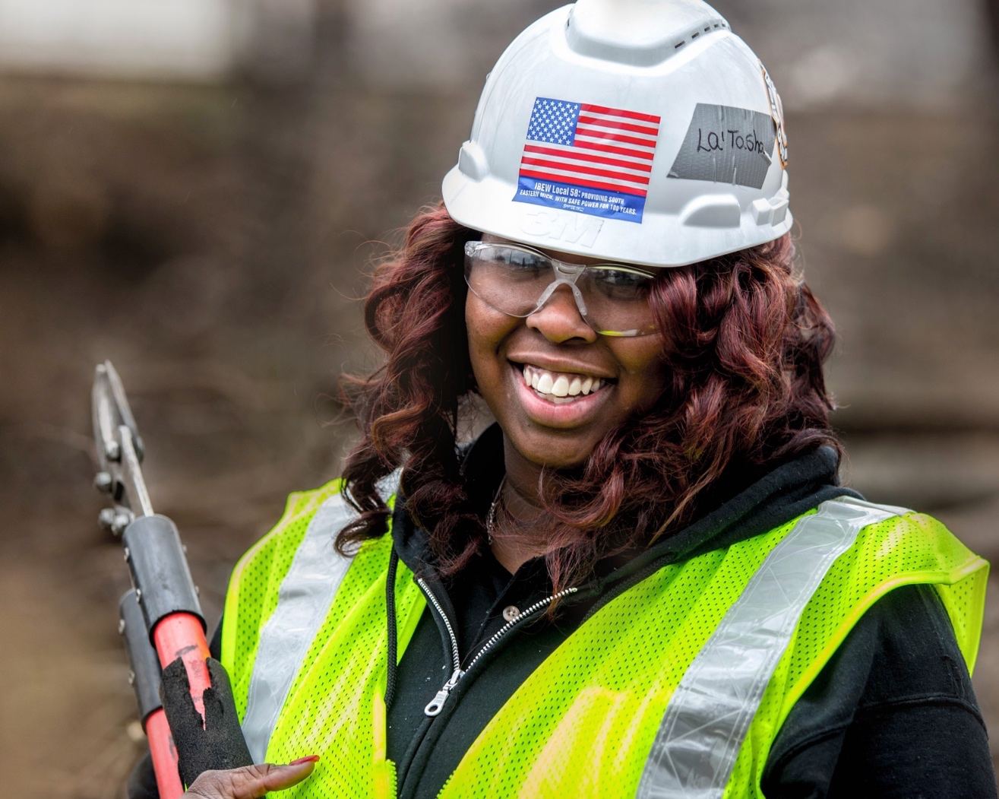 IBEW Local 58: PROVIDING SOUTH
EASTERN MICH. WITH SAFE POWER FOR 100 YEARS.
La'Tosha
3M